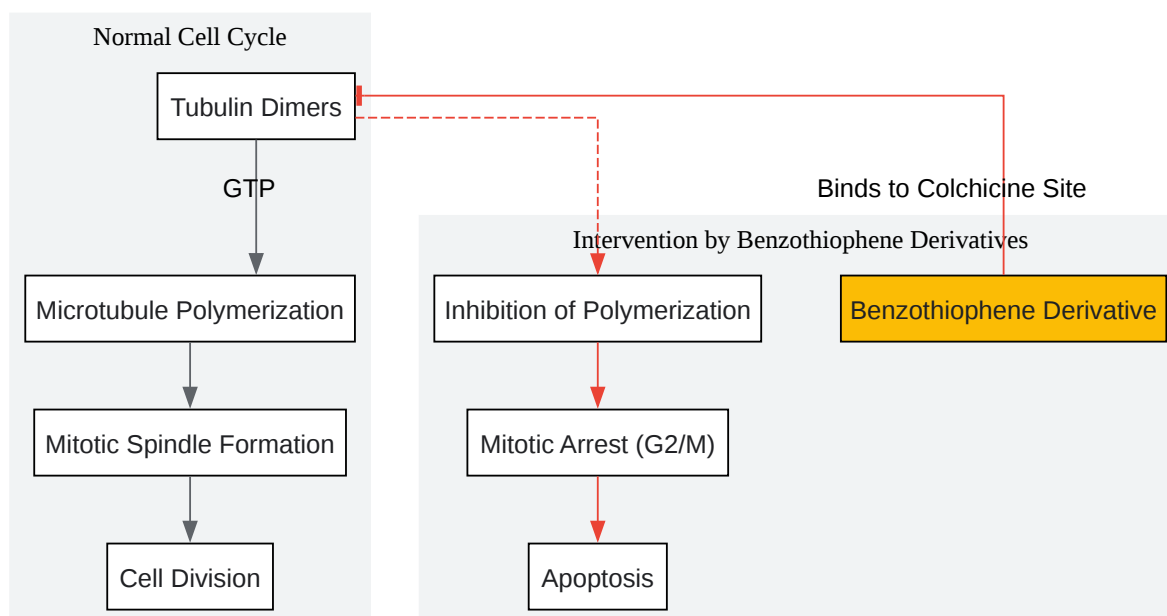 Normal Cell Cycle
Tubulin Dimers
GTP
Binds to Colchicine Site
Intervention by Benzothiophene Derivatives
Microtubule Polymerization
Inhibition of Polymerization
Benzothiophene Derivative
Mitotic Spindle Formation
Mitotic Arrest (G2/M)
Cell Division
Apoptosis